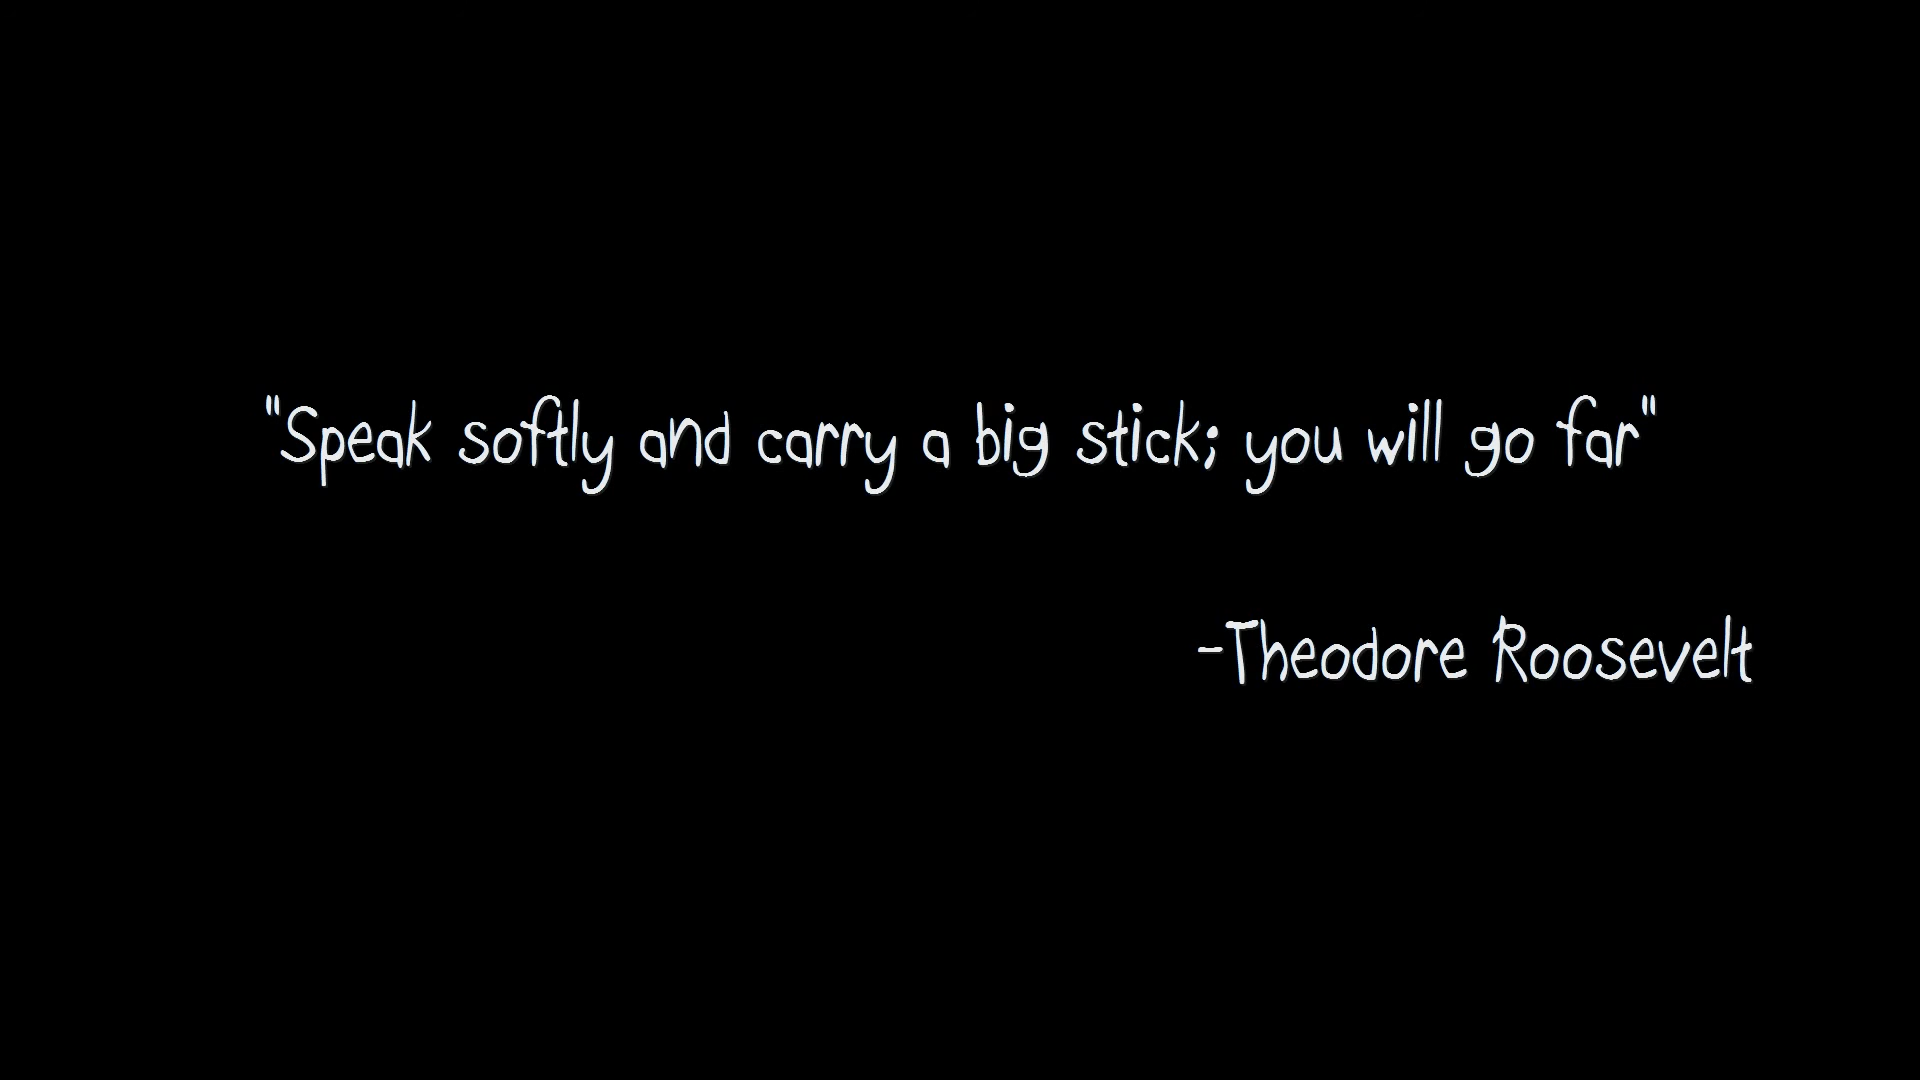 "Speak softly and carry a big stick; you will go far"
-Theodore Roosevelt